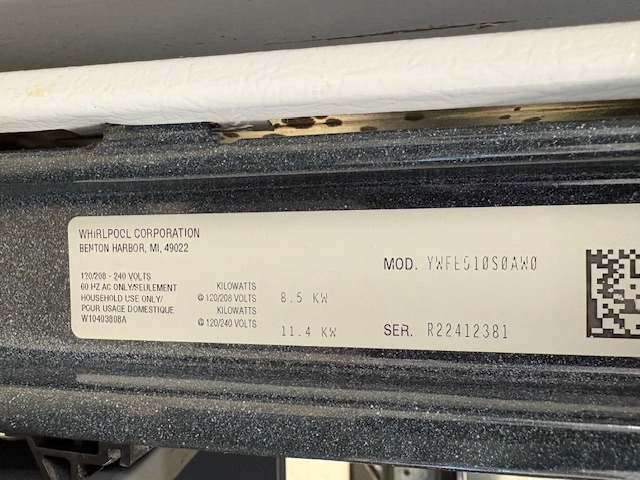 WHIRLPOOL CORPORATION
BENTON HARBOR, MI, 49022
120/208 - 240 VOLTS
60 HZ AC ONLY/SEULEMENT
HOUSEHOLD USE ONLY/
POUR USAGE DOMESTIQUE
W10403808A
KILOWATTS
@ 120/208 VOLTS 8.5 KW
KILOWATTS
@ 120/240 VOLTS 11.4 KW
MOD. YWFE510S0AW0
SER. R22412381